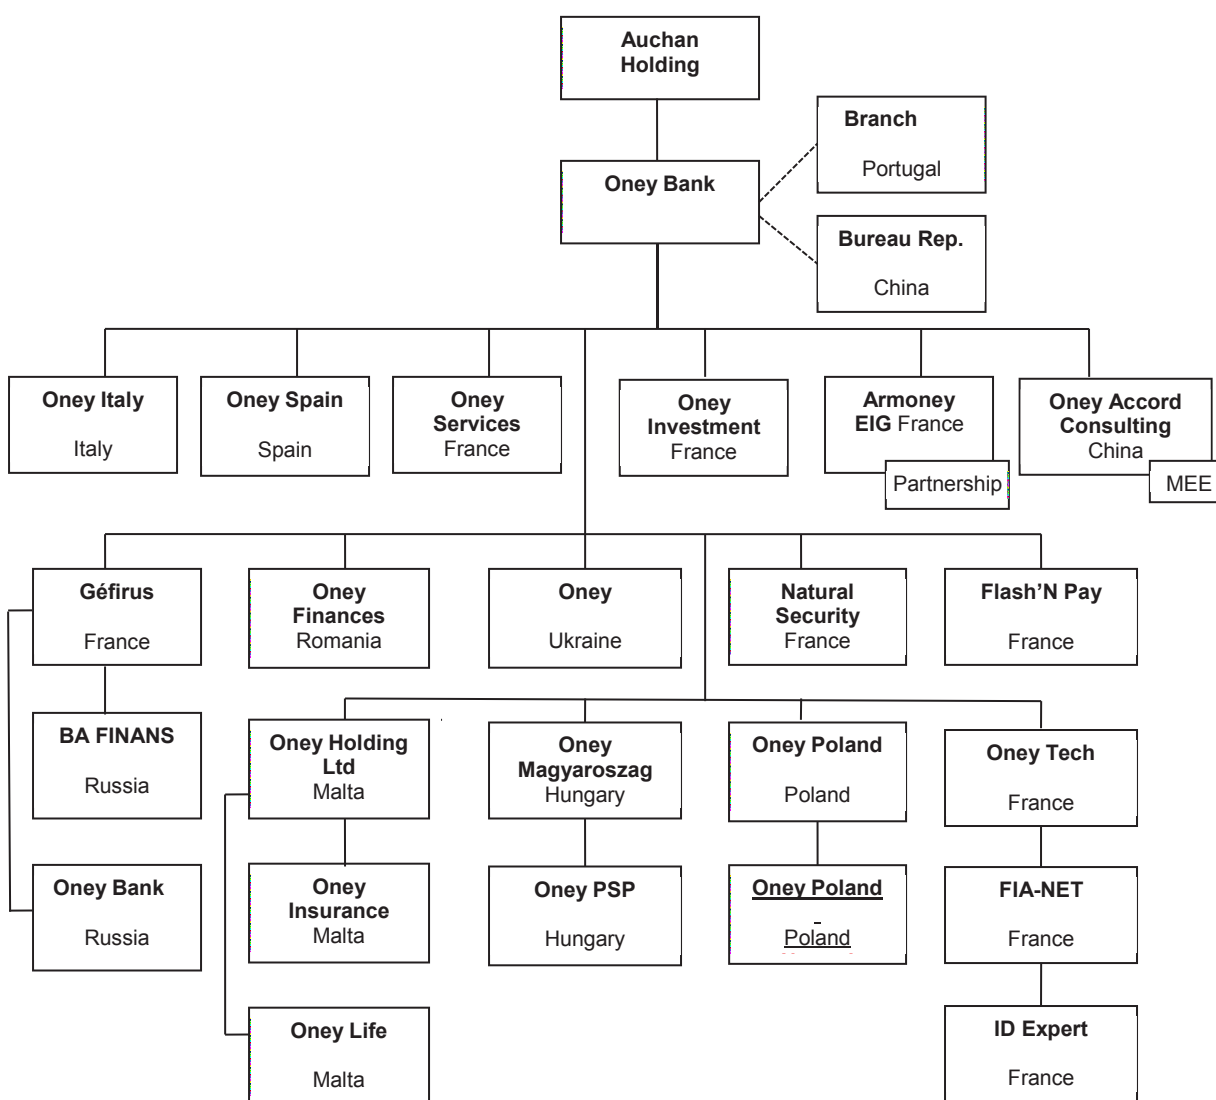 Auchan
Holding
Branch
Portugal
Oney Bank
Bureau Rep.
China
Oney Italy
Italy
Oney Spain
Spain
Oney
Services
France
Oney
Investment
France
Armoney
EIG France
Partnership
Oney Accord
Consulting
China
MEE
Géfirus
France
Oney
Finances
Romania
Oney
Ukraine
Natural
Security
France
Flash'N Pay
France
BA FINANS
Russia
Oney Holding
Ltd
Malta
Oney
Magyaroszag
Hungary
Oney Poland
Poland
Oney Tech
France
Oney Bank
Russia
Oney
Insurance
Malta
Oney PSP
Hungary
Oney Poland
-
Poland
FIA-NET
France
Oney Life
Malta
ID Expert
France